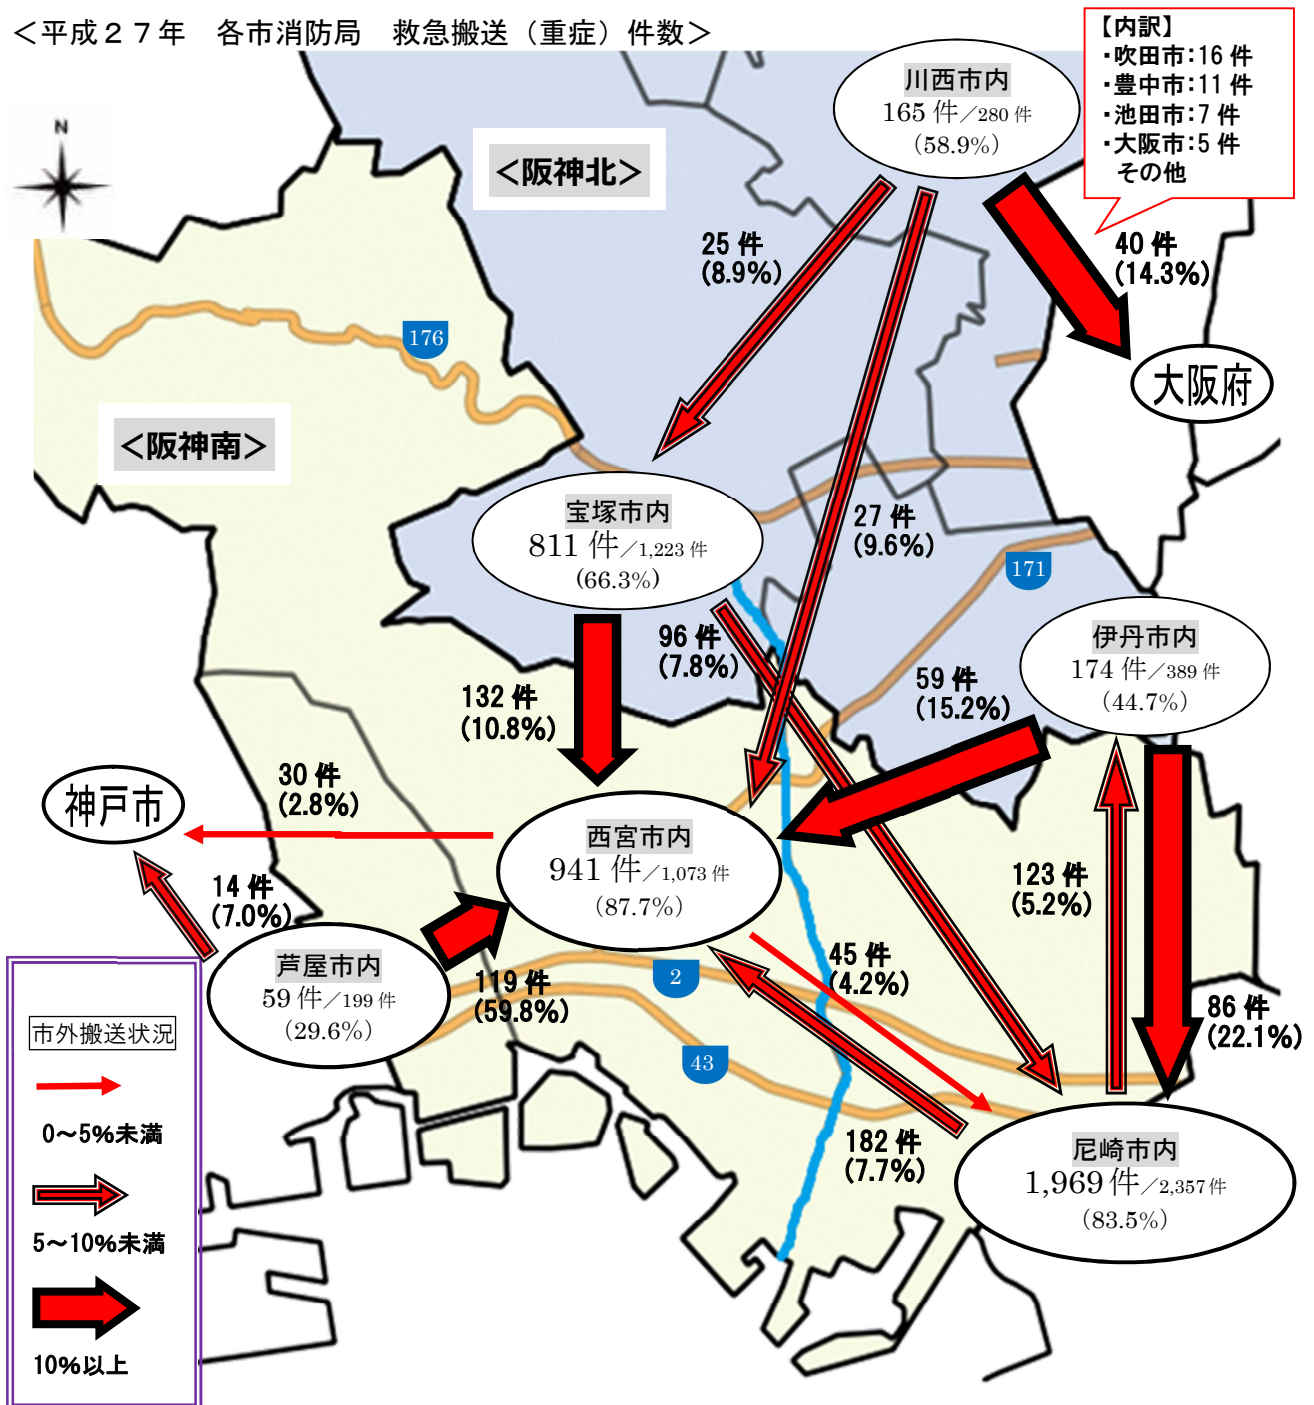 ＜平成２７年　各市消防局　救急搬送（重症）件数＞
【内訳】
・吹田市：16 件
・豊中市：11 件
・池田市：7 件
・大阪市：5 件
その他
川西市内
165 件／280 件
（58.9%）
N
＜阪神北＞
25 件
(8.9%)
40 件
(14.3%)
176
大阪府
＜阪神南＞
宝塚市内
811 件／1,223 件
(66.3%)
27 件
(9.6%)
171
伊丹市内
174 件／389 件
（44.7%）
96 件
(7.8%)
59 件
(15.2%)
132 件
(10.8%)
神戸市
30 件
(2.8%)
西宮市内
941 件／1,073 件
（87.7%）
123 件
(5.2%)
14 件
(7.0%)
芦屋市内
59 件／199 件
（29.6%）
119 件
(59.8%)
2
45 件
(4.2%)
86 件
(22.1%)
43
182 件
(7.7%)
尼崎市内
1,969 件／2,357 件
（83.5%）
市外搬送状況
0～5%未満
5～10%未満
10%以上